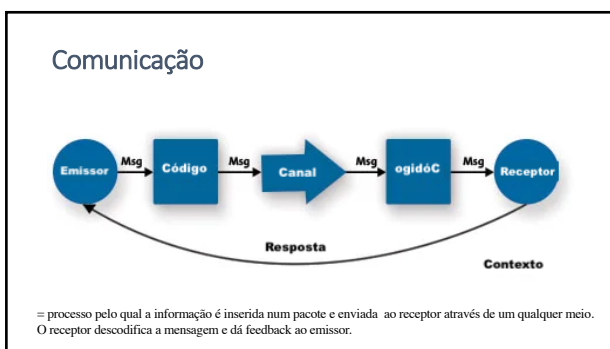 Comunicação
Emissor Msg Código Msg Canal Msg ogidóC Msg Receptor
Resposta
Contexto
= processo pelo qual a informação é inserida num pacote e enviada ao receptor através de um qualquer meio.
O receptor descodifica a mensagem e dá feedback ao emissor.